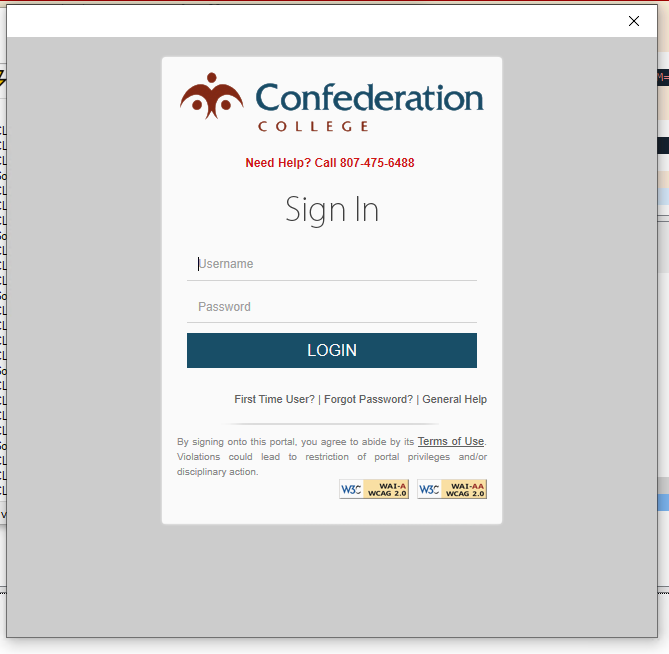 Confederation
COLLEGE
Need Help? Call 807-475-6488
Sign In
Username
Password
LOGIN
First Time User? | Forgot Password? | General Help
By signing onto this portal, you agree to abide by its Terms of Use.
Violations could lead to restriction of portal privileges and/or
disciplinary action.
W3C WAI-A WCAG 2.0 W3C WAI-AA WCAG 2.0